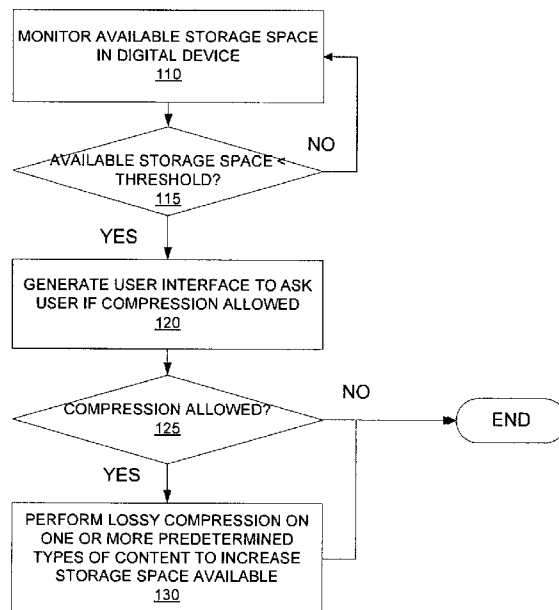 MONITOR AVAILABLE STORAGE SPACE
IN DIGITAL DEVICE
110
NO
AVAILABLE STORAGE SPACE <
THRESHOLD?
115
YES
GENERATE USER INTERFACE TO ASK
USER IF COMPRESSION ALLOWED
120
NO
COMPRESSION ALLOWED?
125
END
YES
PERFORM LOSSY COMPRESSION ON
ONE OR MORE PREDETERMINED
TYPES OF CONTENT TO INCREASE
STORAGE SPACE AVAILABLE
130